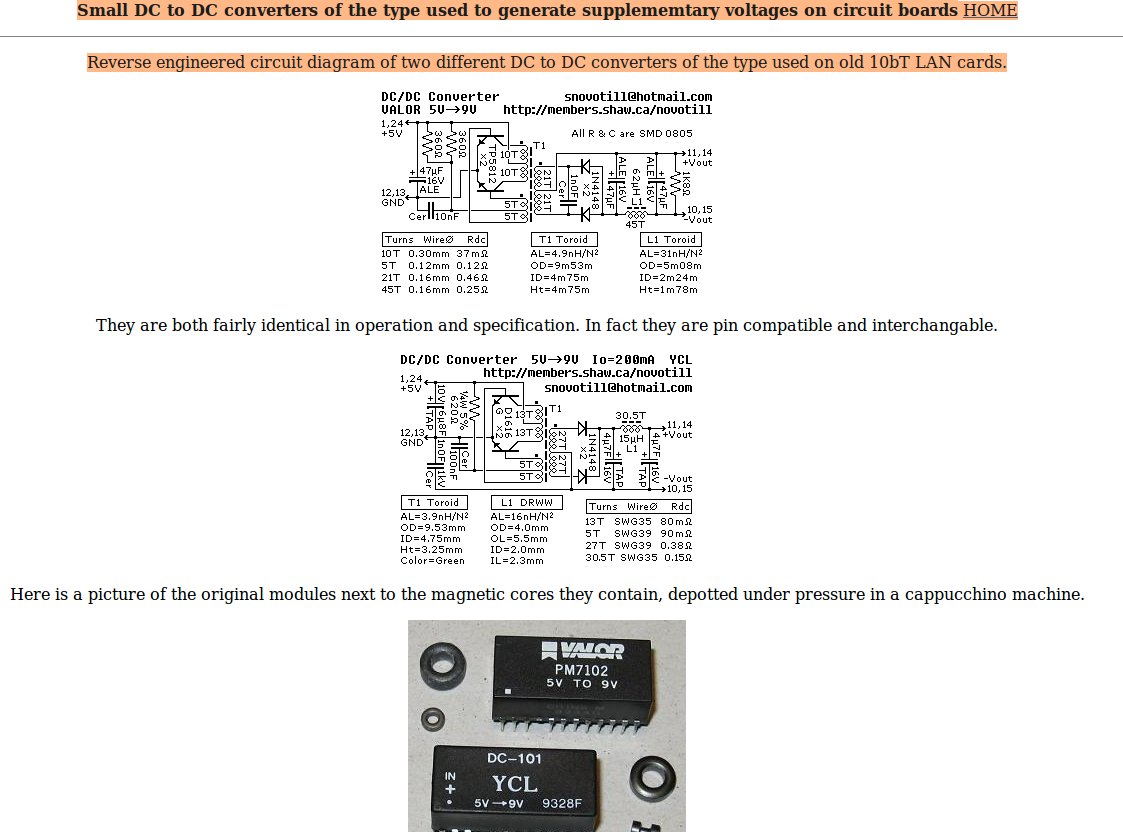 Small DC to DC converters of the type used to generate supplememtary voltages on circuit boards HOME
Reverse engineered circuit diagram of two different DC to DC converters of the type used on old 10bT LAN cards.
DC/DC Converter snovotill@hotmail.com
VALOR 5V→9V http://members.shaw.ca/novotill
1,24
+5V
360Ω
360Ω
TP5812
x2
T1
All R & C are SMD 0805
10T
10T
11,14
+Vout
+ 47µF
16V
ALE
21T
21T
1n0F
Cer
1N4148
x2
ALE 16V
+ 47µF
62µH
L1
ALE 16V
+ 47µF
1K8Ω
12,13
GND
5T
5T
10,15
-Vout
Cer 10nF
45T
Turns WireØ Rdc
10T 0.30mm 37mΩ
5T 0.12mm 0.12Ω
21T 0.16mm 0.46Ω
45T 0.16mm 0.25Ω
T1 Toroid
AL=4.9nH/N²
OD=9m53m
ID=4m75m
Ht=4m75m
L1 Toroid
AL=31nH/N²
OD=5m08m
ID=2m24m
Ht=1m78m
They are both fairly identical in operation and specification. In fact they are pin compatible and interchangable.
DC/DC Converter 5V→9V Io=200mA YCL
http://members.shaw.ca/novotill
snovotill@hotmail.com
1,24
+5V
10V 6µ8F
+ TAP
¼W 5%
620Ω
D1616
G x2
T1
13T
13T
30.5T
15µH
L1
11,14
+Vout
12,13
GND
27T
27T
1N4148
x2
4µ7F 16V
+ TAP
4µ7F 16V
+ TAP
1n0F 1kV
Cer
Cer
100nF
5T
5T
-Vout
10,15
T1 Toroid
AL=3.9nH/N²
OD=9.53mm
ID=4.75mm
Ht=3.25mm
Color=Green
L1 DRWW
AL=16nH/N²
OD=4.0mm
OL=5.5mm
ID=2.0mm
IL=2.3mm
Turns WireØ Rdc
13T SWG35 80mΩ
5T SWG39 90mΩ
27T SWG39 0.38Ω
30.5T SWG35 0.15Ω
Here is a picture of the original modules next to the magnetic cores they contain, depotted under pressure in a cappucchino machine.
VALOR
PM7102
5V TO 9V
DC-101
IN
+
YCL
5V→9V 9328F